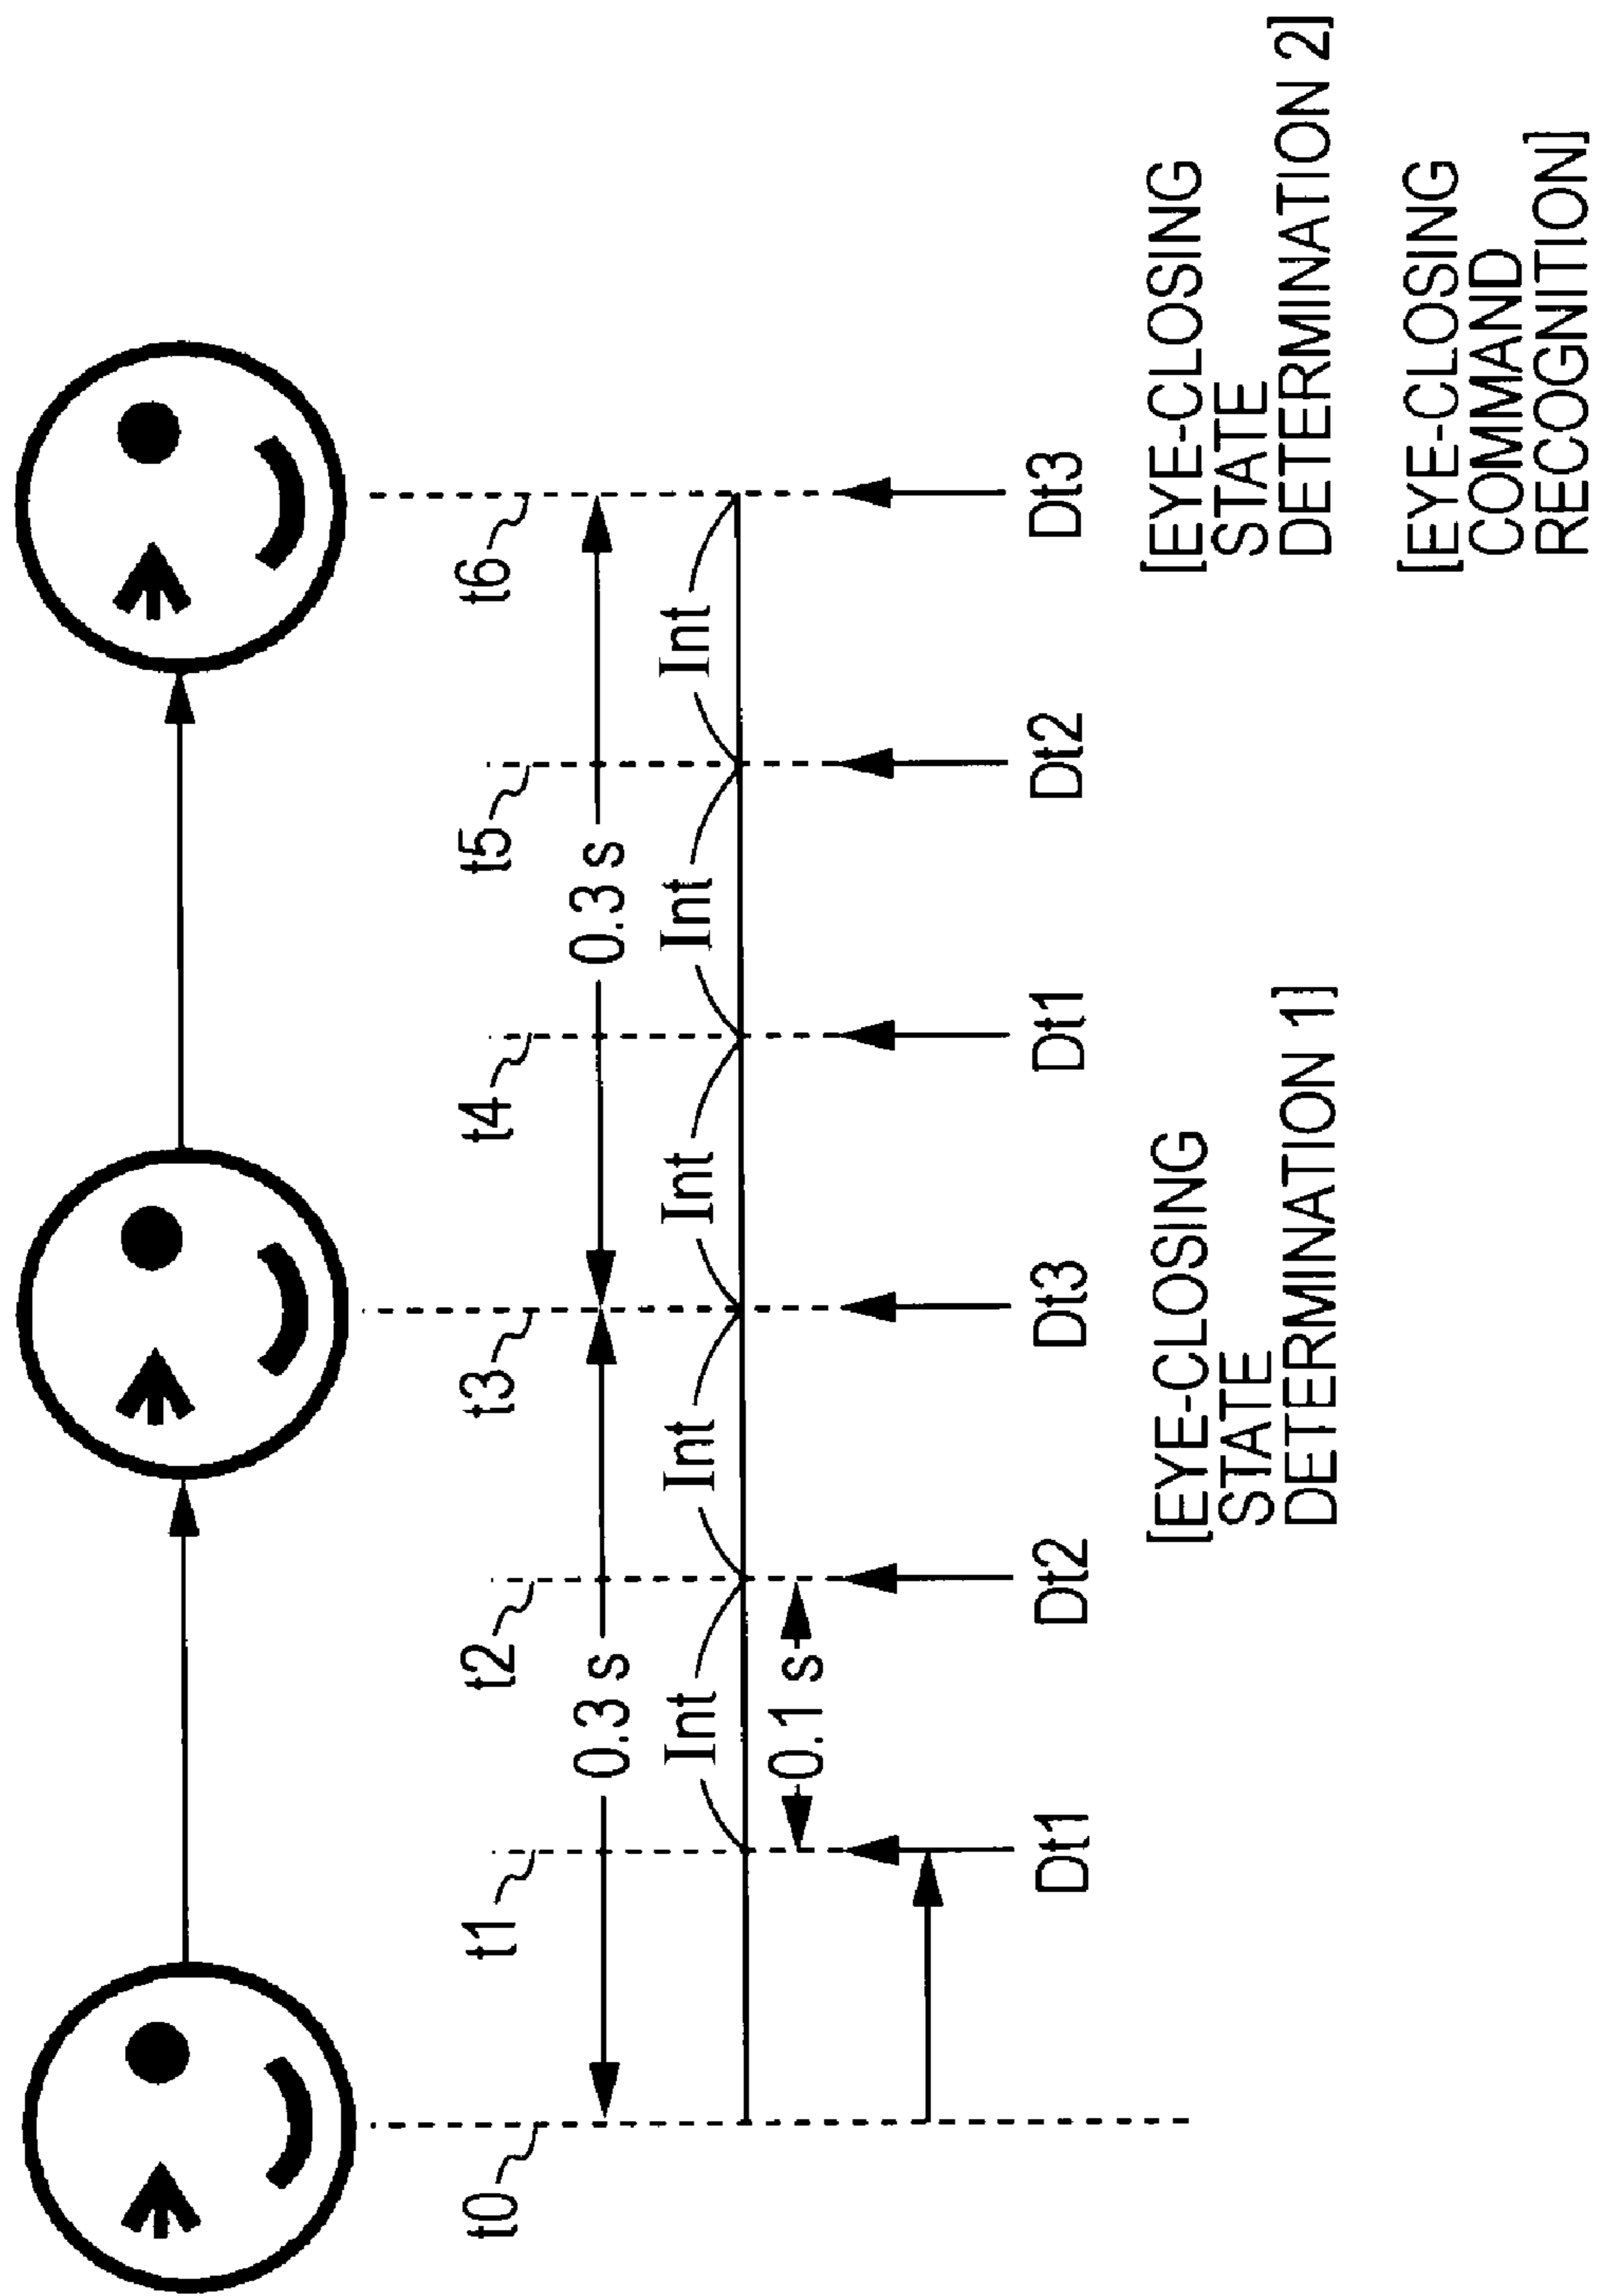 t0
t1
t2
t3
t4
t5
t6
0.3 s
0.3 s
Int
Int
Int
Int
Int
0.1 s
Dt1
Dt2
Dt3
Dt1
Dt2
Dt3
[EYE-CLOSING
STATE
DETERMINATION 1]
[EYE-CLOSING
STATE
DETERMINATION 2]
[EYE-CLOSING
COMMAND
RECOGNITION]